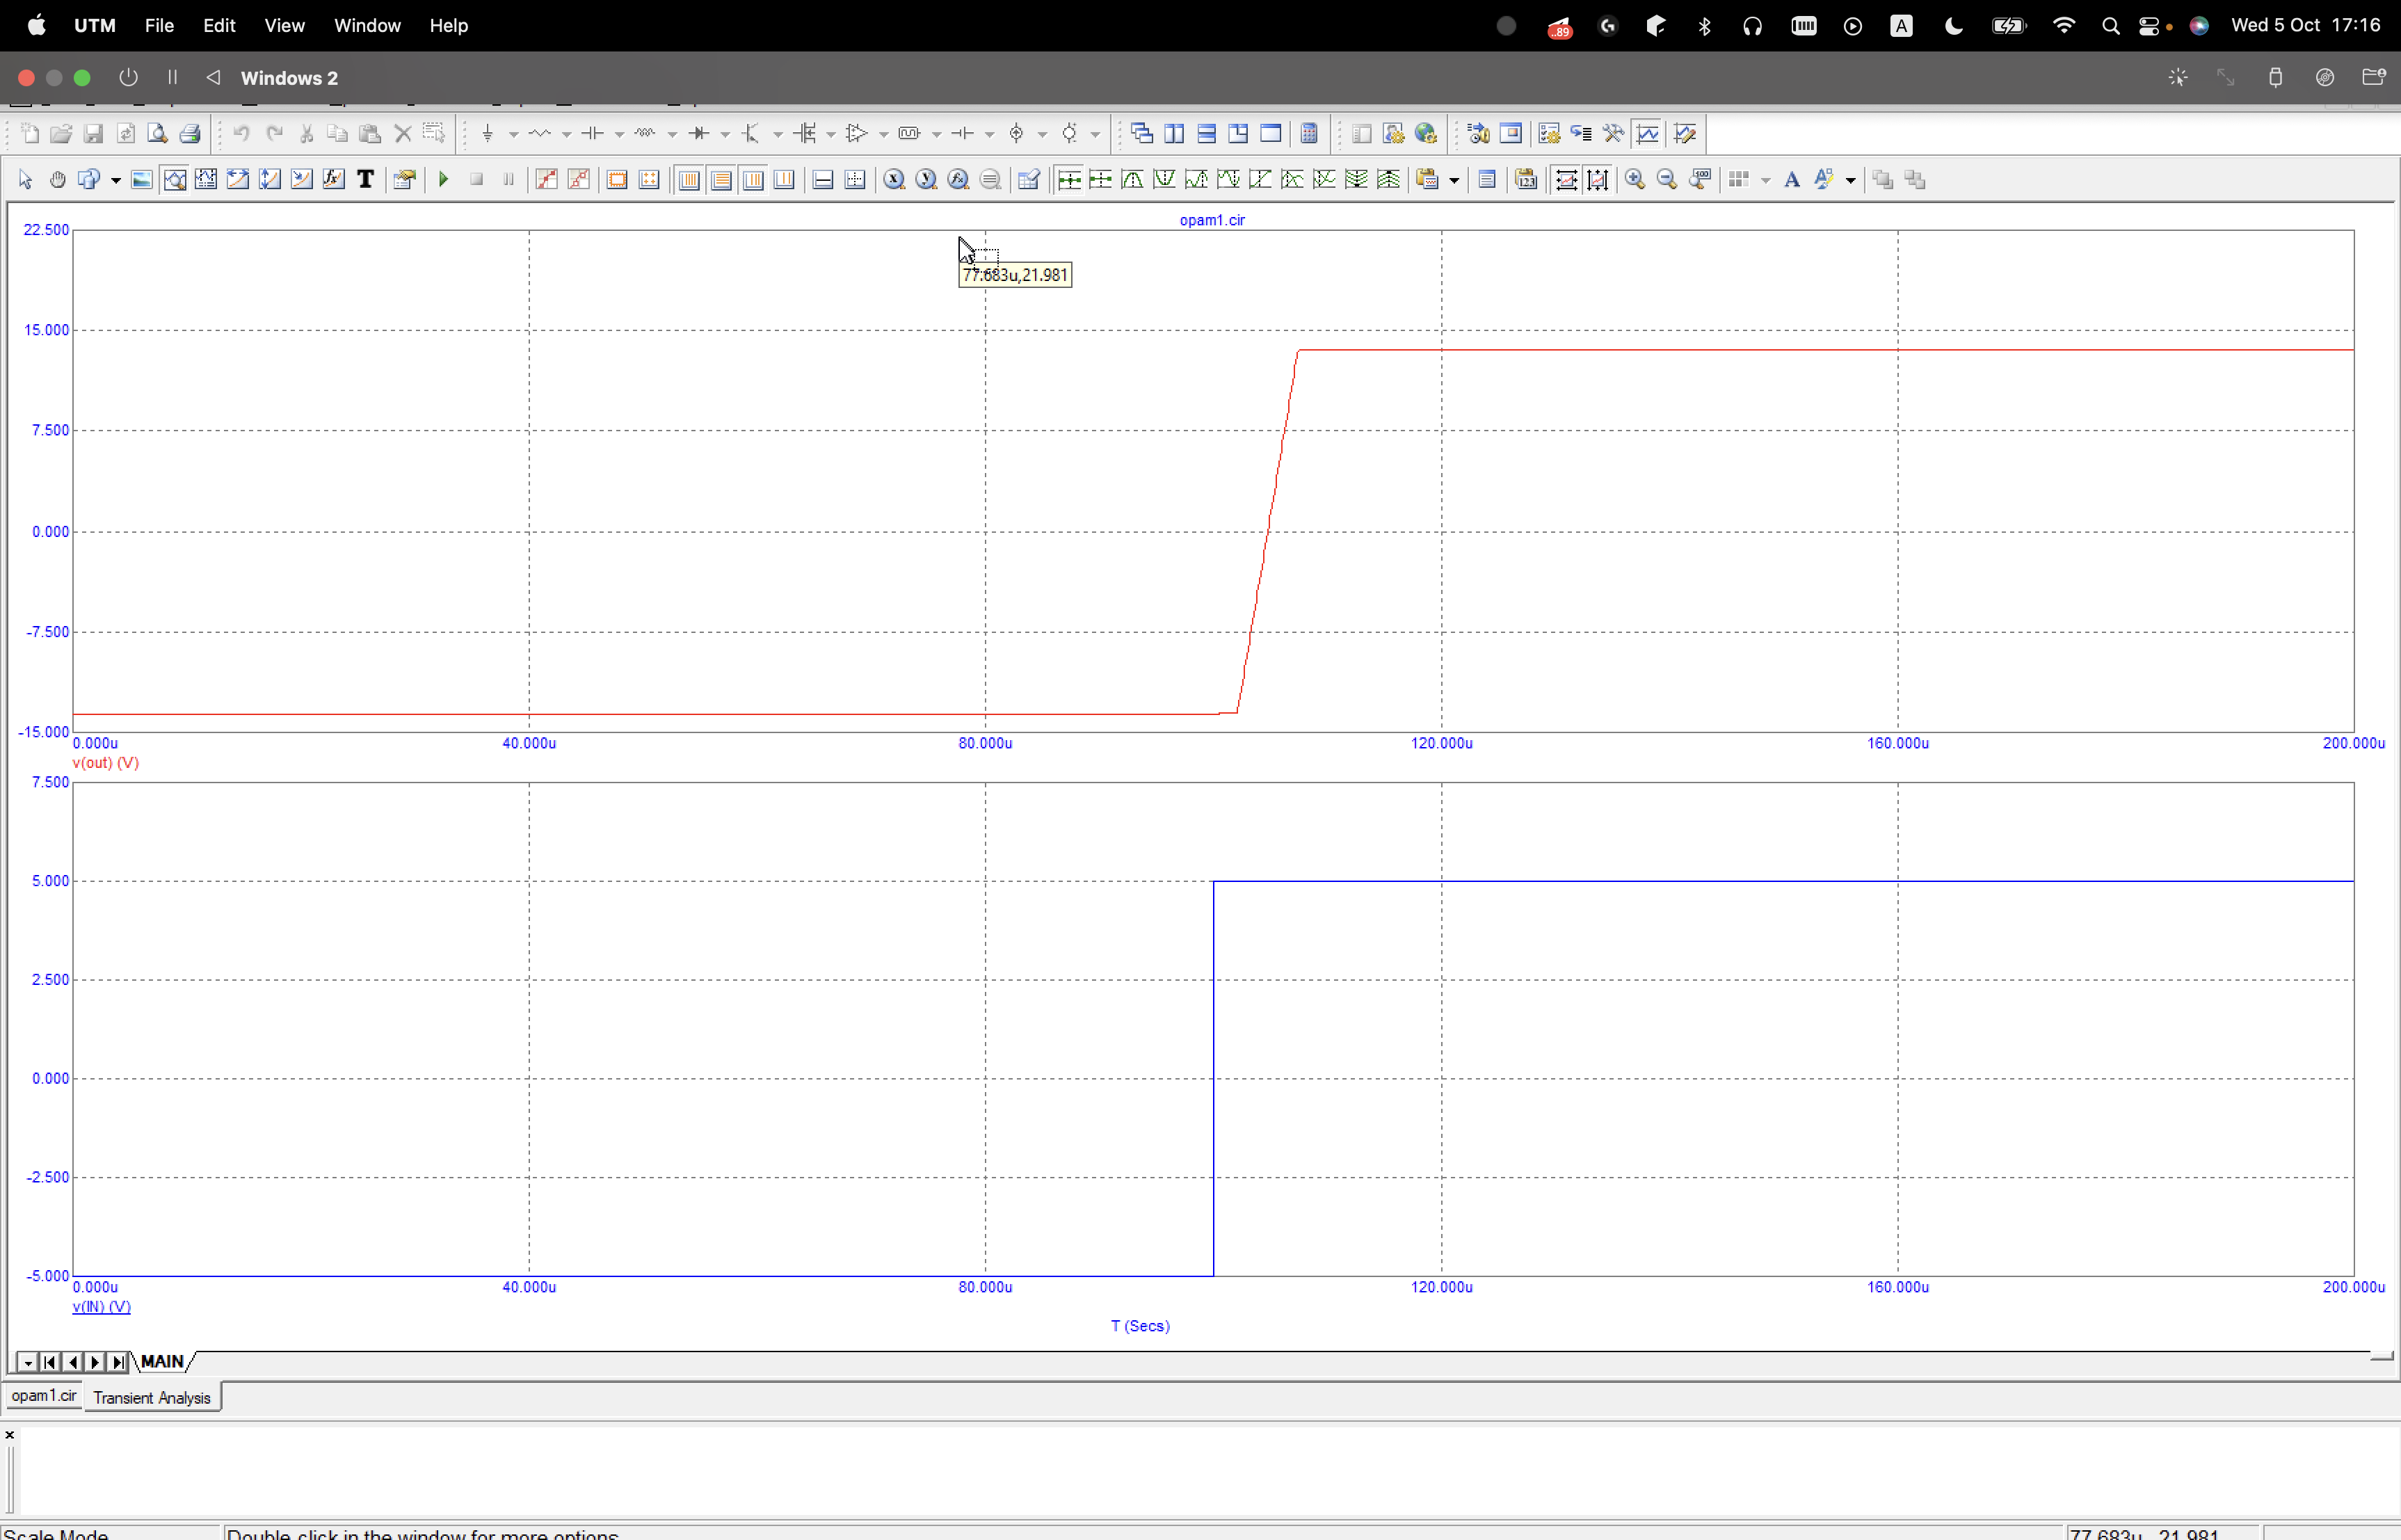 UTM File Edit View Window Help ..89 A Wed 5 Oct 17:16
Windows 2
opam1.cir
22.500
77.683u,21.981
15.000
7.500
0.000
-7.500
-15.000
0.000u 40.000u 80.000u 120.000u 160.000u 200.000u
v(out) (V)
7.500
5.000
2.500
0.000
-2.500
-5.000
0.000u 40.000u 80.000u 120.000u 160.000u 200.000u
v(IN) (V)
T (Secs)
MAIN
opam1.cir Transient Analysis
Scale Mode Double click in the window for more options 77.683u 21.981